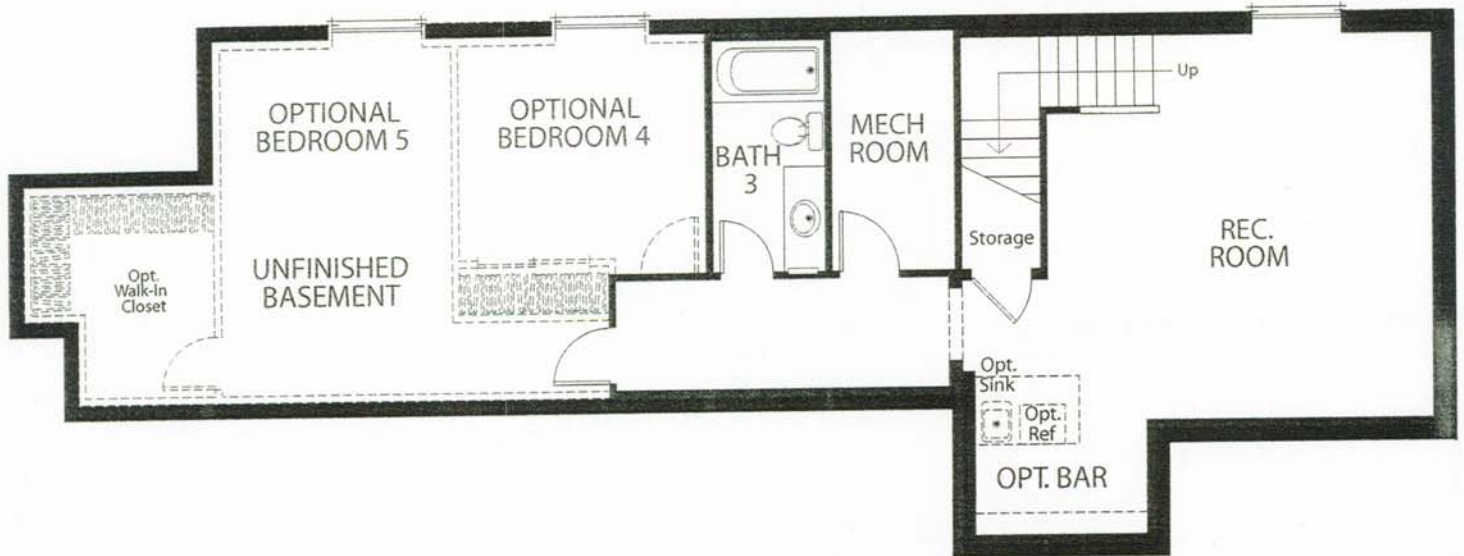 OPTIONAL
BEDROOM 5
OPTIONAL
BEDROOM 4
BATH
3
MECH
ROOM
Up
Storage
REC.
ROOM
Opt.
Walk-In
Closet
UNFINISHED
BASEMENT
Opt.
Sink
Opt.
Ref
OPT. BAR